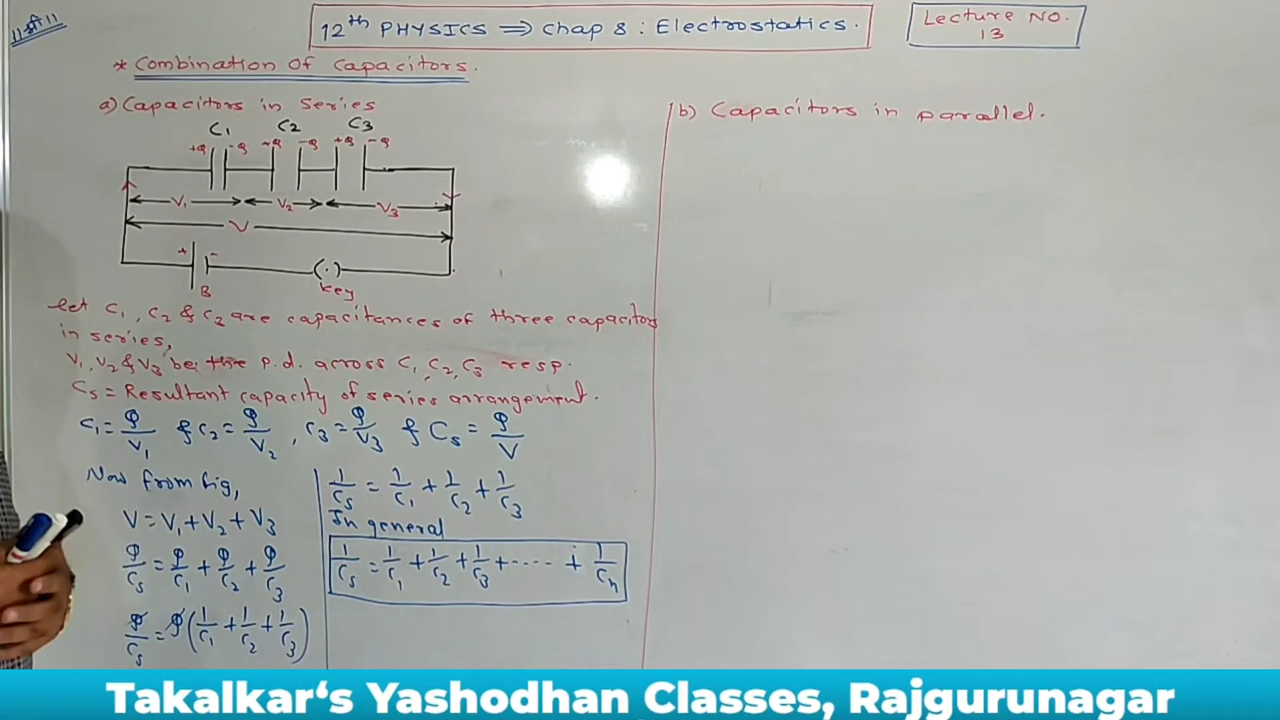 ॥श्री॥
12th PHYSICS ⇒ Chap 8 : Electrostatics.
Lecture NO.
13
* Combination Of Capacitors.
a) Capacitors in Series
C1 C2 C3
+Q -Q +Q -Q +Q -Q
V1 V2 V3
V
+ -
B
Key
let C1, C2 & C2 are capacitances of three capacitors
in series,
V1, V2 & V3 be the p.d. across C1, C2, C3 resp.
Cs = Resultant capacity of series arrangement.
C1 = Q/V1 & C2 = Q/V2, C3 = Q/V3 & Cs = Q/V
Now from fig,
V = V1 + V2 + V3
Q/Cs = Q/C1 + Q/C2 + Q/C3
Q/Cs = Q(1/C1 + 1/C2 + 1/C3)
1/Cs = 1/C1 + 1/C2 + 1/C3
In general
1/Cs = 1/C1 + 1/C2 + 1/C3 + ---- + 1/Cn
b) Capacitors in parallel.
Takalkar‘s Yashodhan Classes, Rajgurunagar